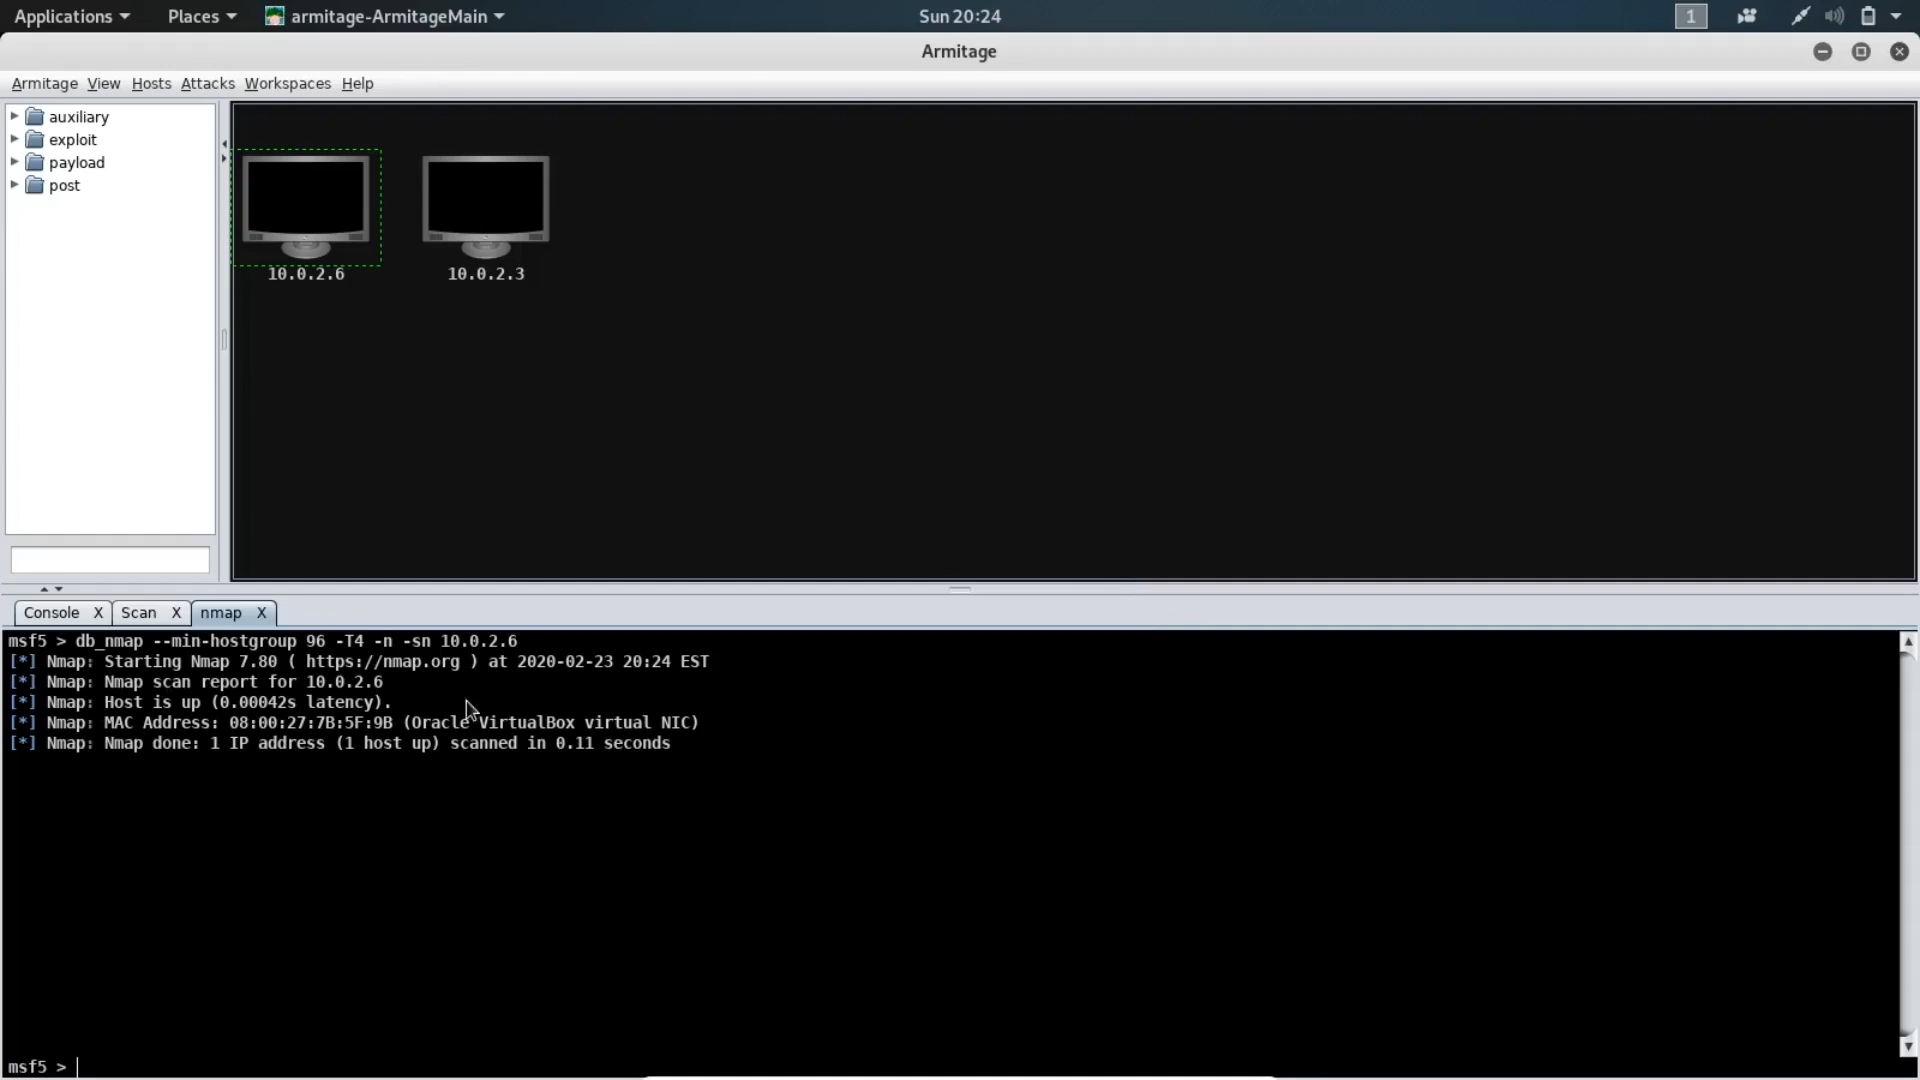 Applications Places armitage-ArmitageMain Sun 20:24 1
Armitage
Armitage View Hosts Attacks Workspaces Help
auxiliary
exploit
payload
post
10.0.2.6 10.0.2.3
Console X Scan X nmap X
msf5 > db_nmap --min-hostgroup 96 -T4 -n -sn 10.0.2.6
[*] Nmap: Starting Nmap 7.80 ( https://nmap.org ) at 2020-02-23 20:24 EST
[*] Nmap: Nmap scan report for 10.0.2.6
[*] Nmap: Host is up (0.00042s latency).
[*] Nmap: MAC Address: 08:00:27:7B:5F:9B (Oracle VirtualBox virtual NIC)
[*] Nmap: Nmap done: 1 IP address (1 host up) scanned in 0.11 seconds
msf5 >